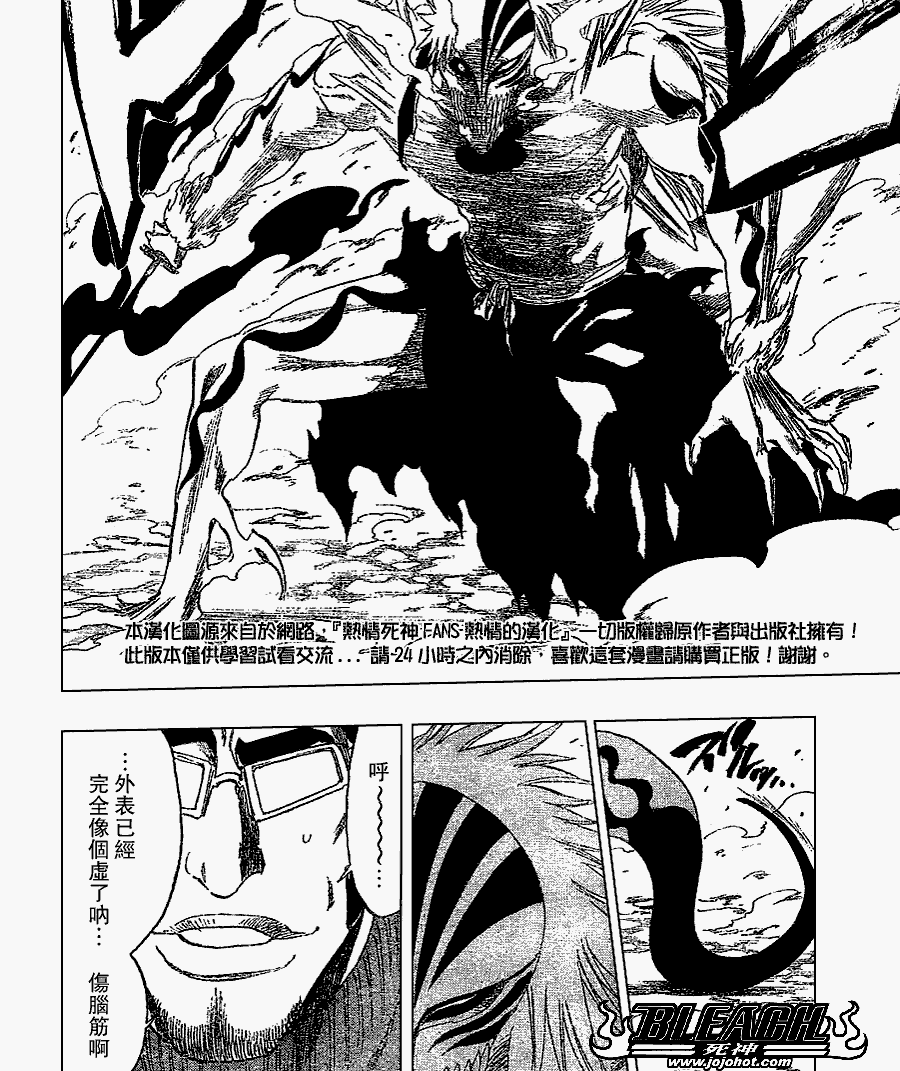 本漢化圖源來自於網路,『熱情死神FANS-熱情的漢化』,一切版權歸原作者與出版社擁有!
此版本僅供學習試看交流...請24小時之內消除,喜歡這套漫畫請購買正版!謝謝。
ズルッ…
呼～～～～…
…外表已經
完全像個虛了吶…
傷腦筋啊
BLEACH
死神
www.jojohot.com